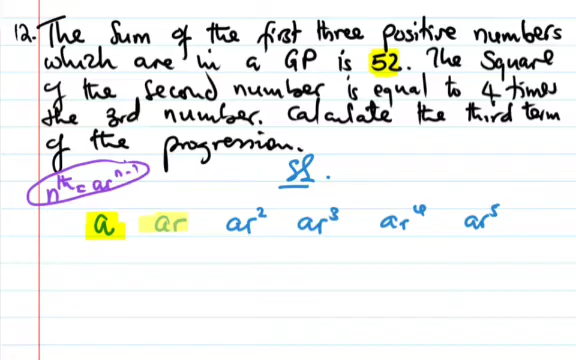 12. The Sum of the first three positive numbers
which are in a GP is 52. The Square
of the second number is equal to 4 times
the 3rd number. Calculate the third term
of the progression.
nᵗʰ = arⁿ⁻¹
a ar ar² ar³ ar⁴ ar⁵